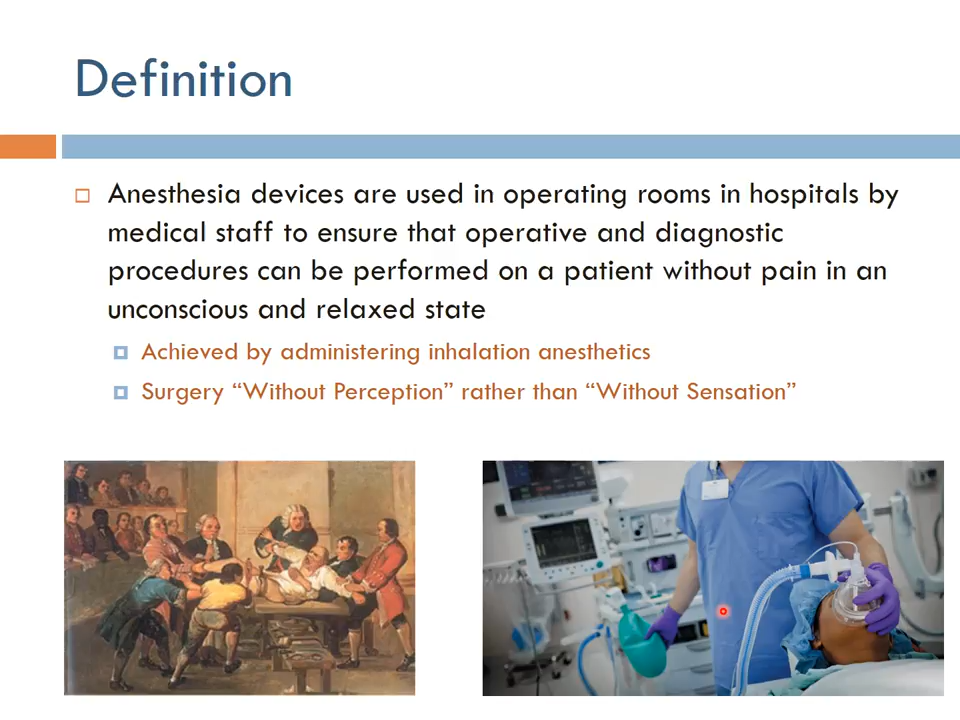 Definition
Anesthesia devices are used in operating rooms in hospitals by
medical staff to ensure that operative and diagnostic
procedures can be performed on a patient without pain in an
unconscious and relaxed state
Achieved by administering inhalation anesthetics
Surgery “Without Perception” rather than “Without Sensation”